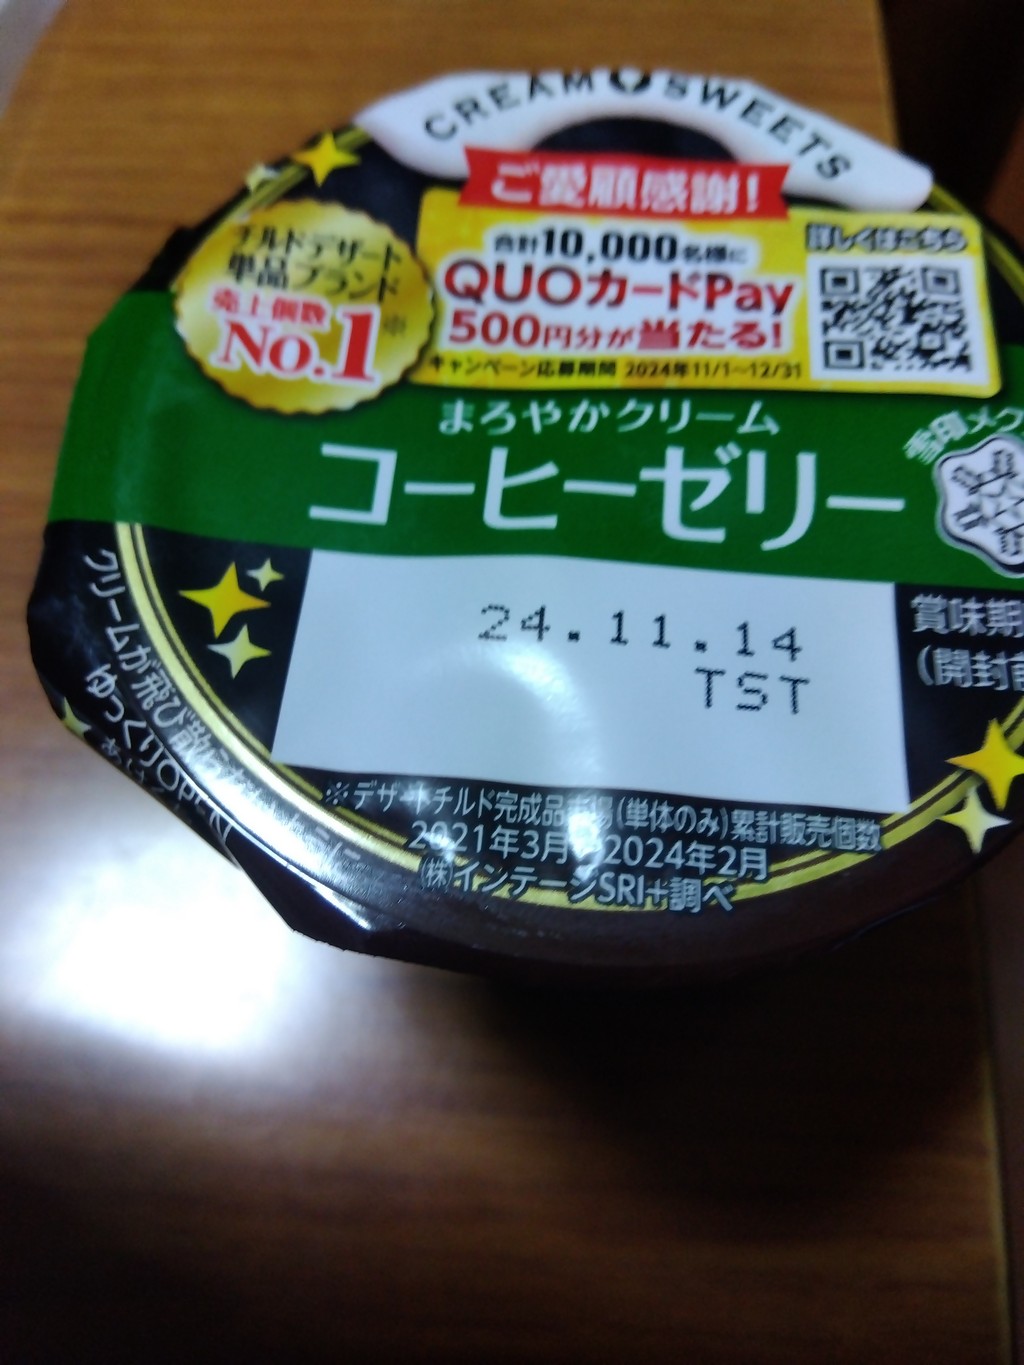 CREAM SWEETS
ご愛顧感謝!
合計10,000名様に
QUOカードPay
500円分が当たる!
キャンペーン応募期間 2024年11/1~12/31
詳しくはこちら
チルドデザート
単品ブランド
売上個数
No.1※
まろやかクリーム
コーヒーゼリー
雪印メグ
24.11.14
TST
賞味期
(開封前
クリームが飛び散
ゆっくりOPEN
※デザートチルド完成品市場(単体のみ)累計販売個数
2021年3月~2024年2月
(株)インテージSRI+調べ